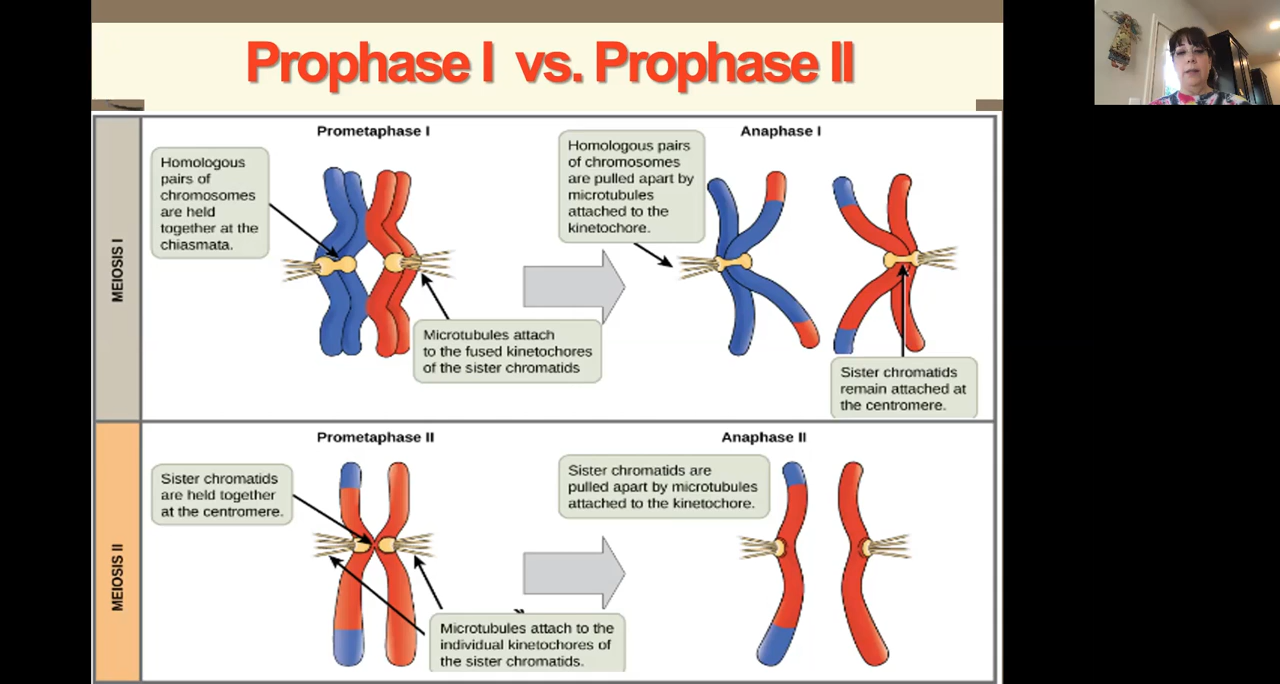 Prophase I vs. Prophase II
MEIOSIS I
Prometaphase I
Homologous
pairs of
chromosomes
are held
together at the
chiasmata.
Microtubules attach
to the fused kinetochores
of the sister chromatids
Anaphase I
Homologous pairs
of chromosomes
are pulled apart by
microtubules
attached to the
kinetochore.
Sister chromatids
remain attached at
the centromere.
MEIOSIS II
Prometaphase II
Sister chromatids
are held together
at the centromere.
Microtubules attach to the
individual kinetochores of
the sister chromatids.
Anaphase II
Sister chromatids are
pulled apart by microtubules
attached to the kinetochore.